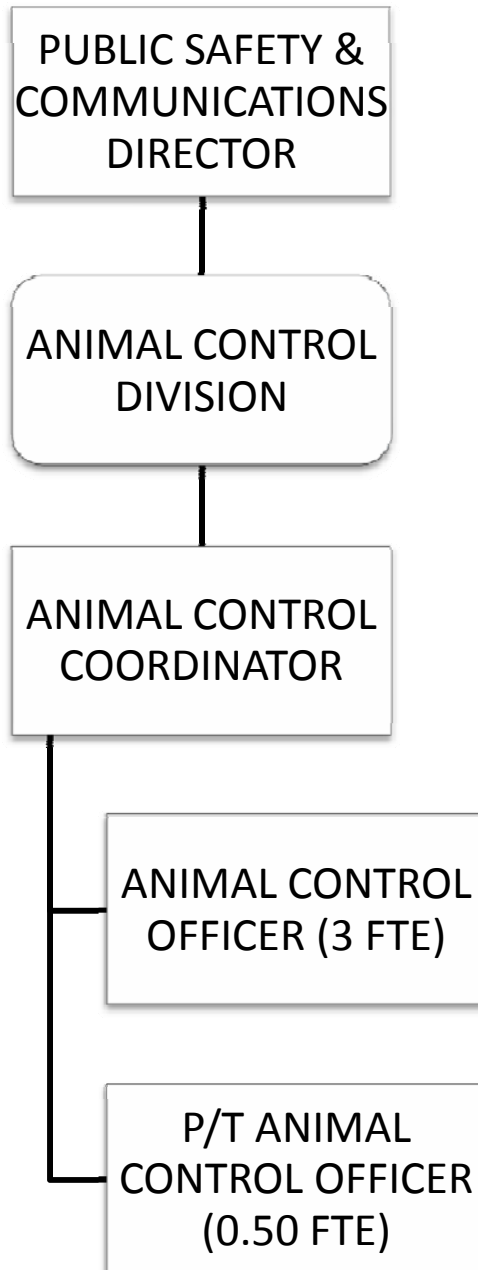 PUBLIC SAFETY &
COMMUNICATIONS
DIRECTOR
ANIMAL CONTROL
DIVISION
ANIMAL CONTROL
COORDINATOR
ANIMAL CONTROL
OFFICER (3 FTE)
P/T ANIMAL
CONTROL OFFICER
(0.50 FTE)